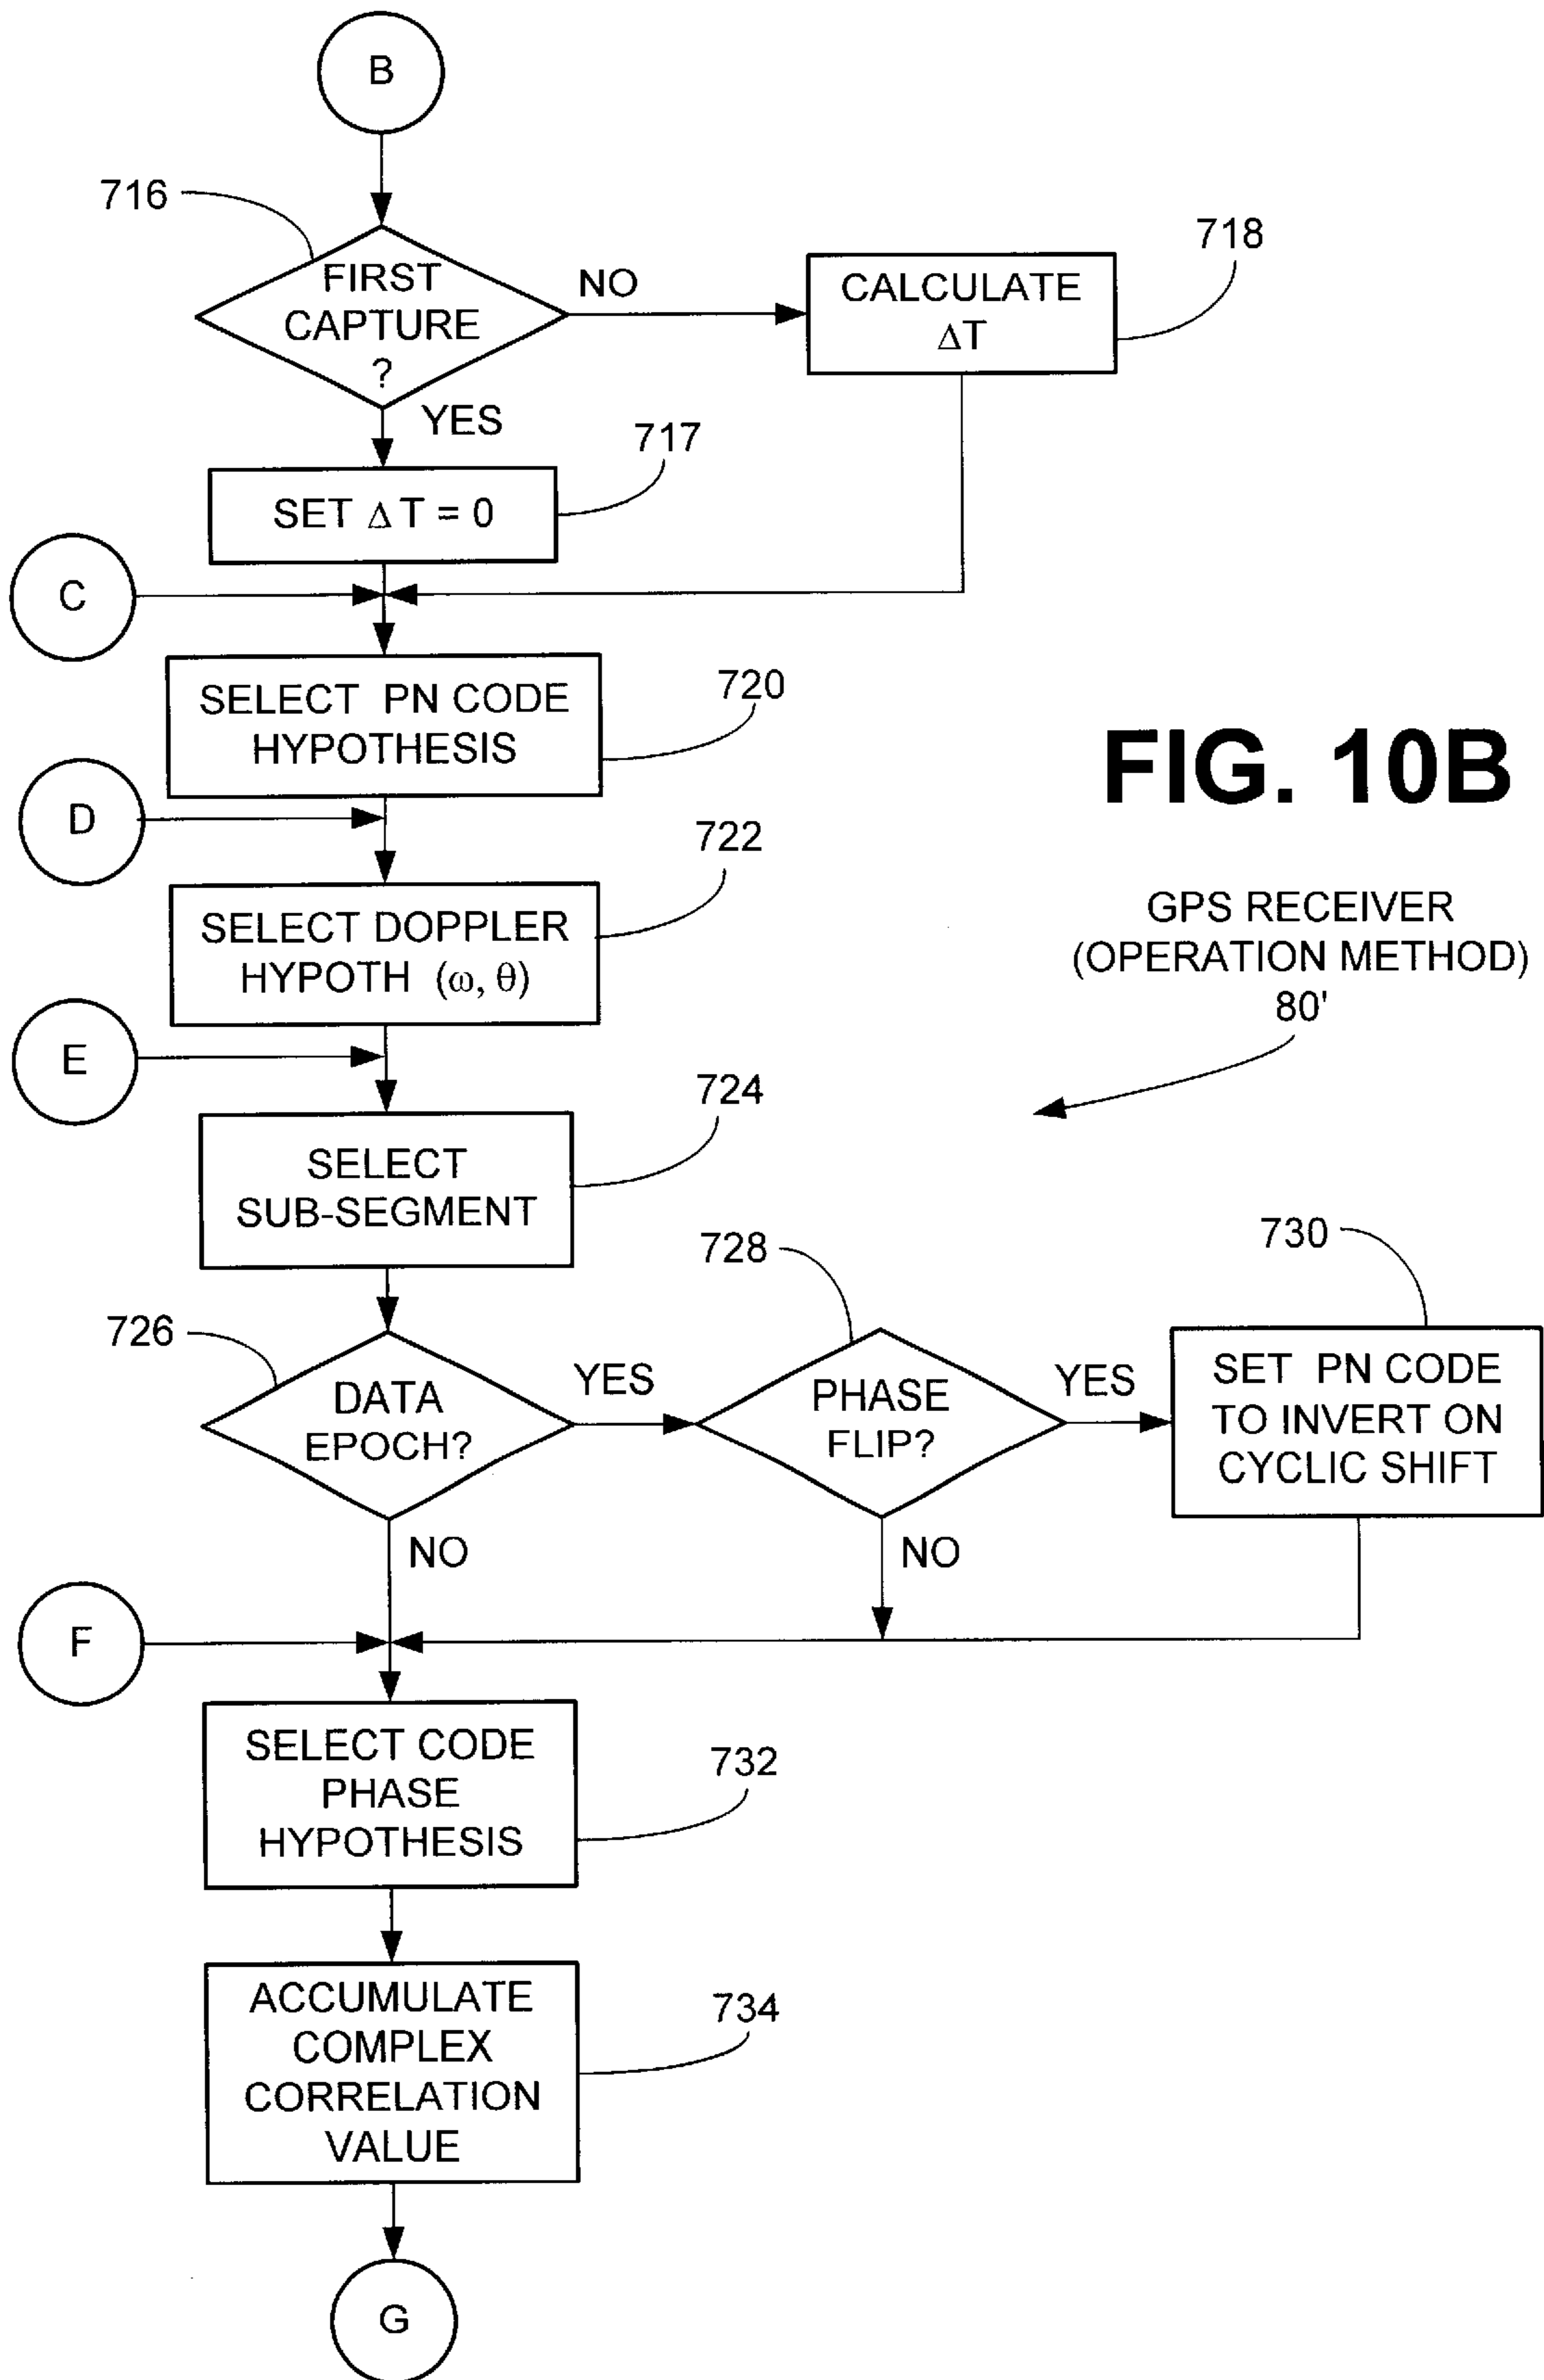 B
716
FIRST
CAPTURE
?
NO
CALCULATE
ΔT
718
YES
717
SET Δ T = 0
C
SELECT PN CODE
HYPOTHESIS
720
FIG. 10B
D
722
SELECT DOPPLER
HYPOTH (ω, θ)
GPS RECEIVER
(OPERATION METHOD)
80'
E
724
SELECT
SUB-SEGMENT
726
DATA
EPOCH?
YES
728
PHASE
FLIP?
YES
730
SET PN CODE
TO INVERT ON
CYCLIC SHIFT
NO
NO
F
SELECT CODE
PHASE
HYPOTHESIS
732
ACCUMULATE
COMPLEX
CORRELATION
VALUE
734
G